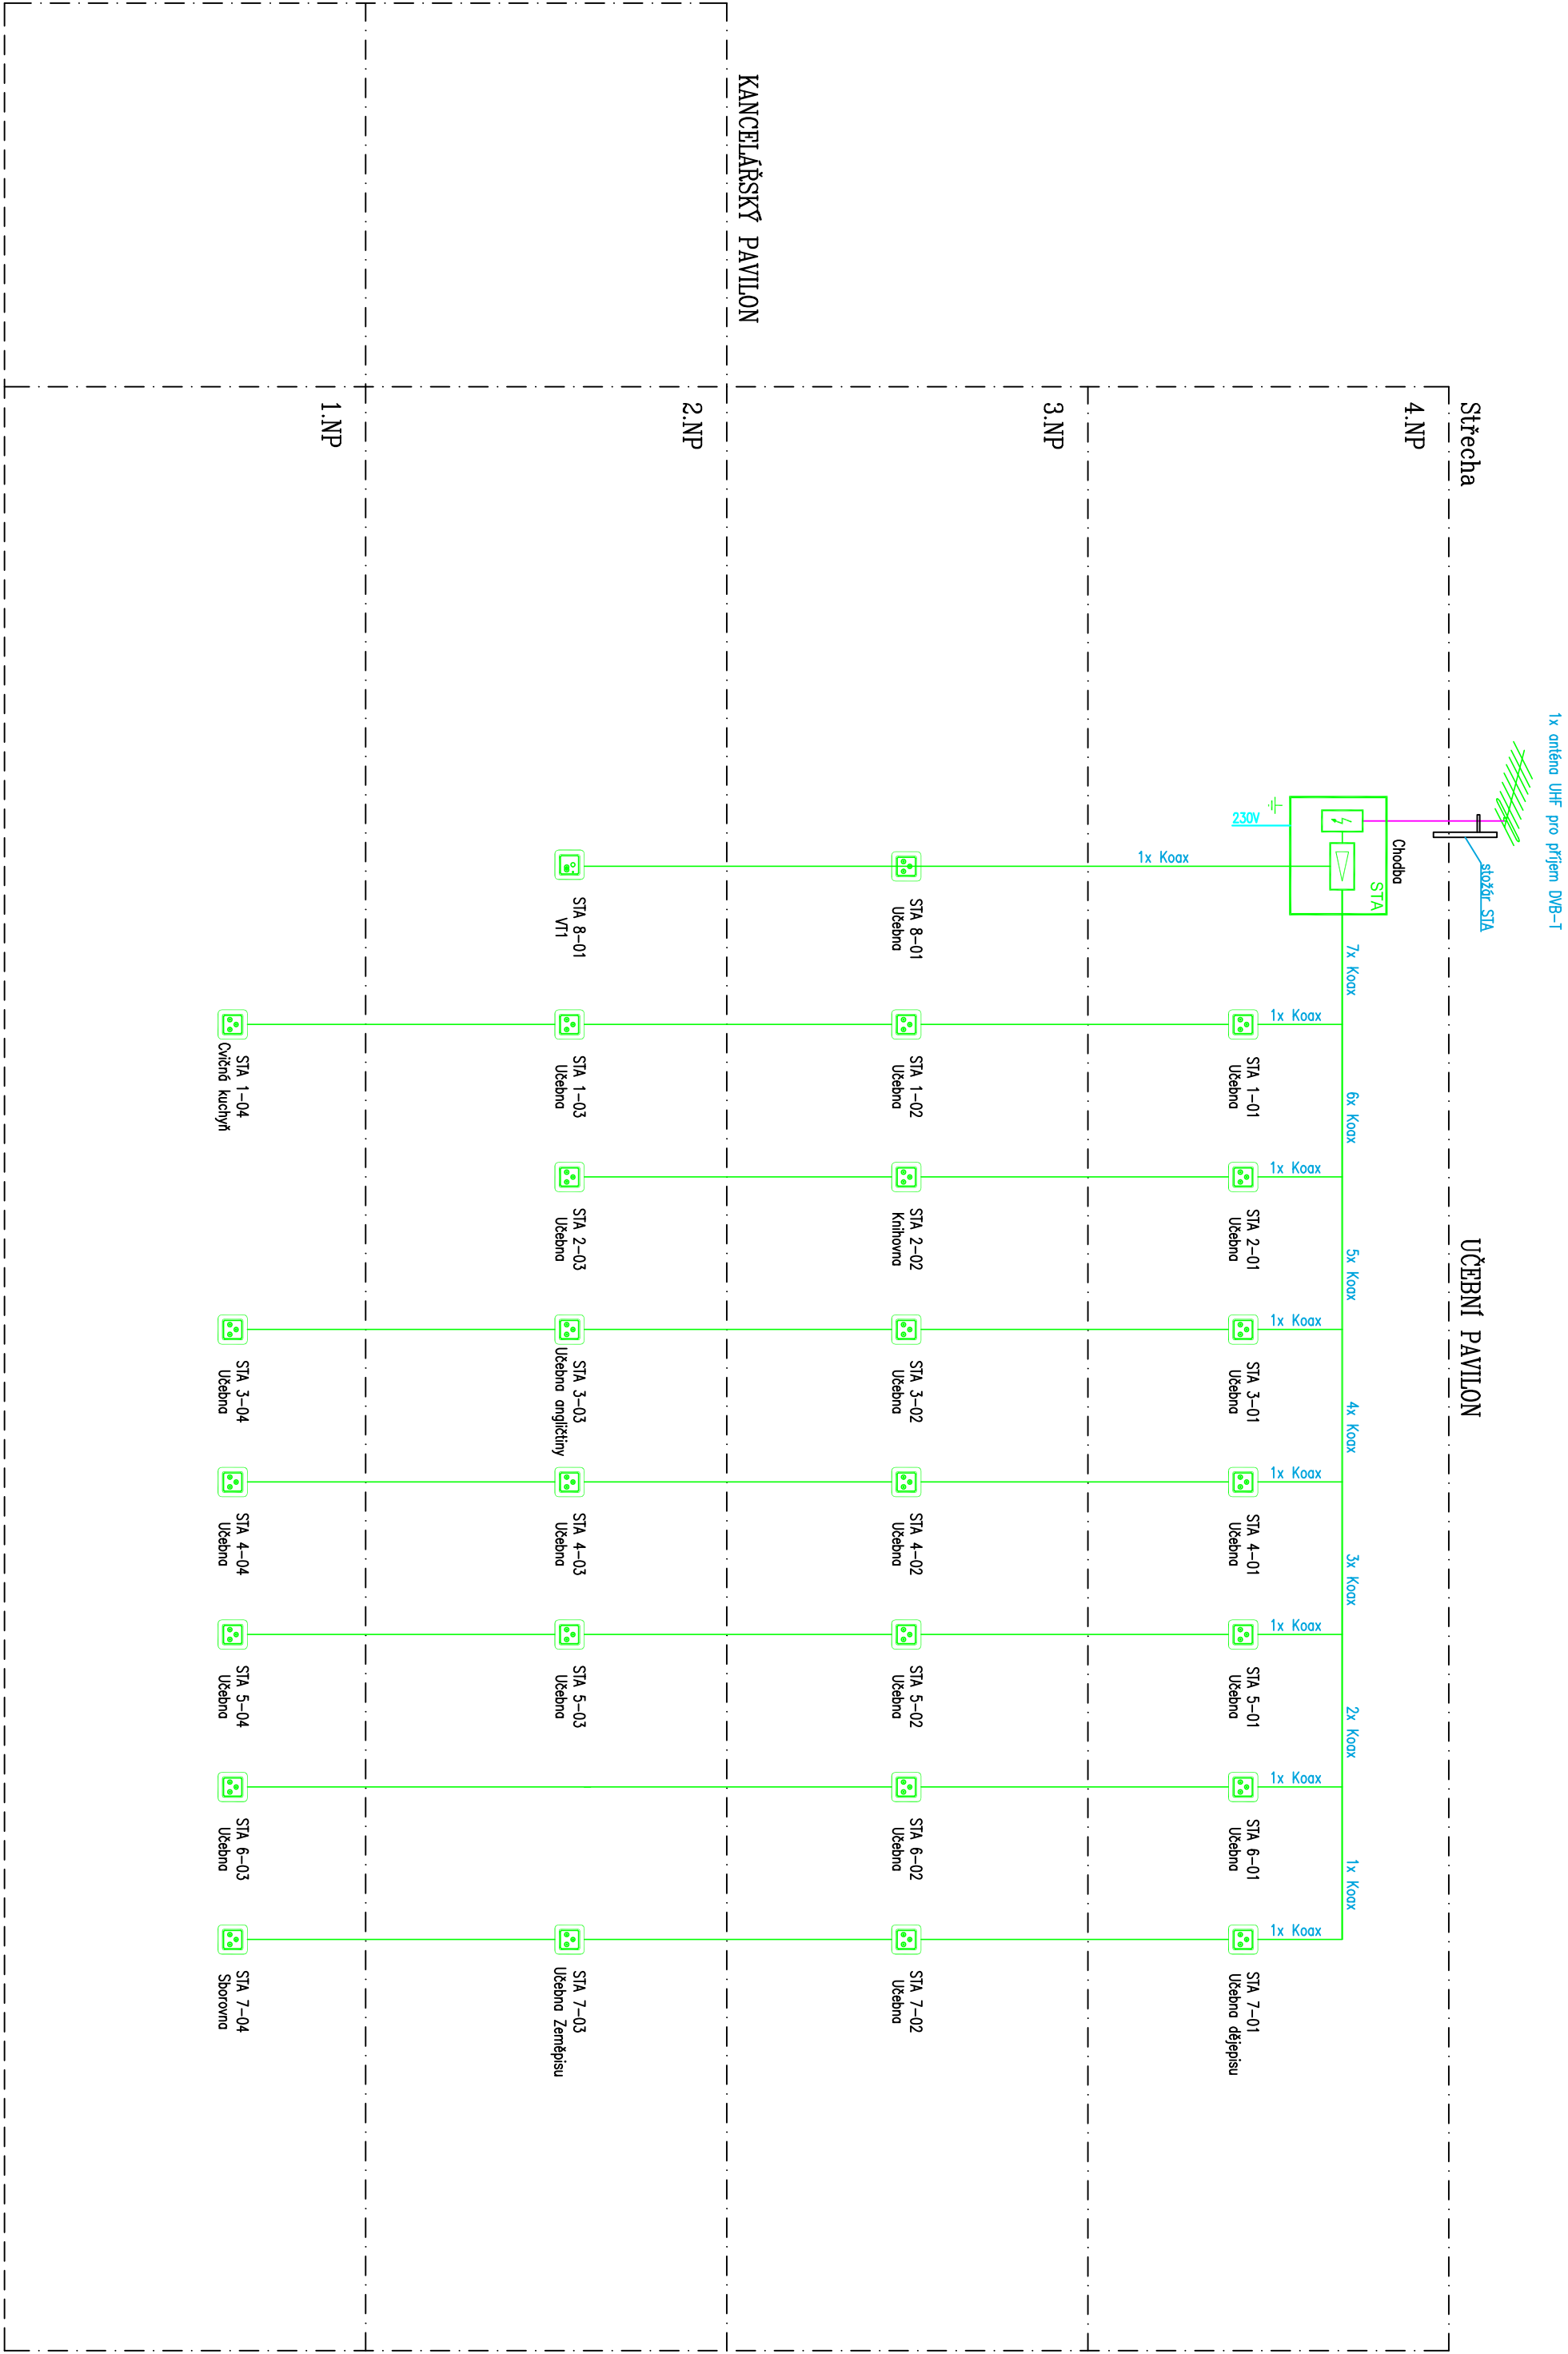 1x anténa UHF pro příjem DVB-T
stožár STA
Střecha
UČEBNÍ PAVILON
4.NP
Chodba
STA
230V
7x Koax
6x Koax
5x Koax
4x Koax
3x Koax
2x Koax
1x Koax
1x Koax
1x Koax
1x Koax
1x Koax
1x Koax
1x Koax
1x Koax
1x Koax
STA 1-01
Učebna
STA 2-01
Učebna
STA 3-01
Učebna
STA 4-01
Učebna
STA 5-01
Učebna
STA 6-01
Učebna
STA 7-01
Učebna dějepisu
3.NP
STA 8-01
Učebna
STA 1-02
Učebna
STA 2-02
Knihovna
STA 3-02
Učebna
STA 4-02
Učebna
STA 5-02
Učebna
STA 6-02
Učebna
STA 7-02
Učebna
KANCELÁŘSKÝ PAVILON
2.NP
STA 8-01
VT1
STA 1-03
Učebna
STA 2-03
Učebna
STA 3-03
Učebna angličtiny
STA 4-03
Učebna
STA 5-03
Učebna
STA 7-03
Učebna Zeměpisu
1.NP
STA 1-04
Cvičná kuchyň
STA 3-04
Učebna
STA 4-04
Učebna
STA 5-04
Učebna
STA 6-03
Učebna
STA 7-04
Sborovna